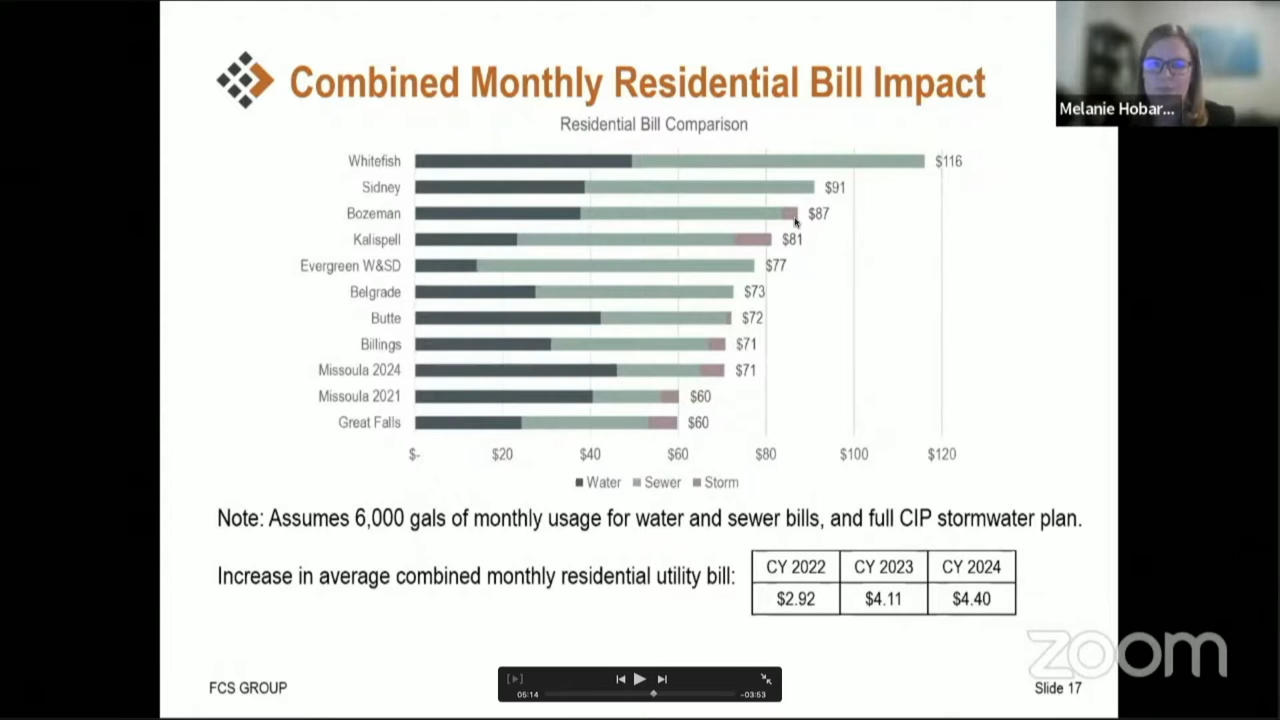 Combined Monthly Residential Bill Impact
Melanie Hobar...
Residential Bill Comparison
Whitefish $116
Sidney $91
Bozeman $87
Kalispell $81
Evergreen W&SD $77
Belgrade $73
Butte $72
Billings $71
Missoula 2024 $71
Missoula 2021 $60
Great Falls $60
$- $20 $40 $60 $80 $100 $120
Water Sewer Storm
Note: Assumes 6,000 gals of monthly usage for water and sewer bills, and full CIP stormwater plan.
Increase in average combined monthly residential utility bill:
CY 2022 CY 2023 CY 2024
$2.92 $4.11 $4.40
zoom
FCS GROUP
05:14 -03:53
Slide 17